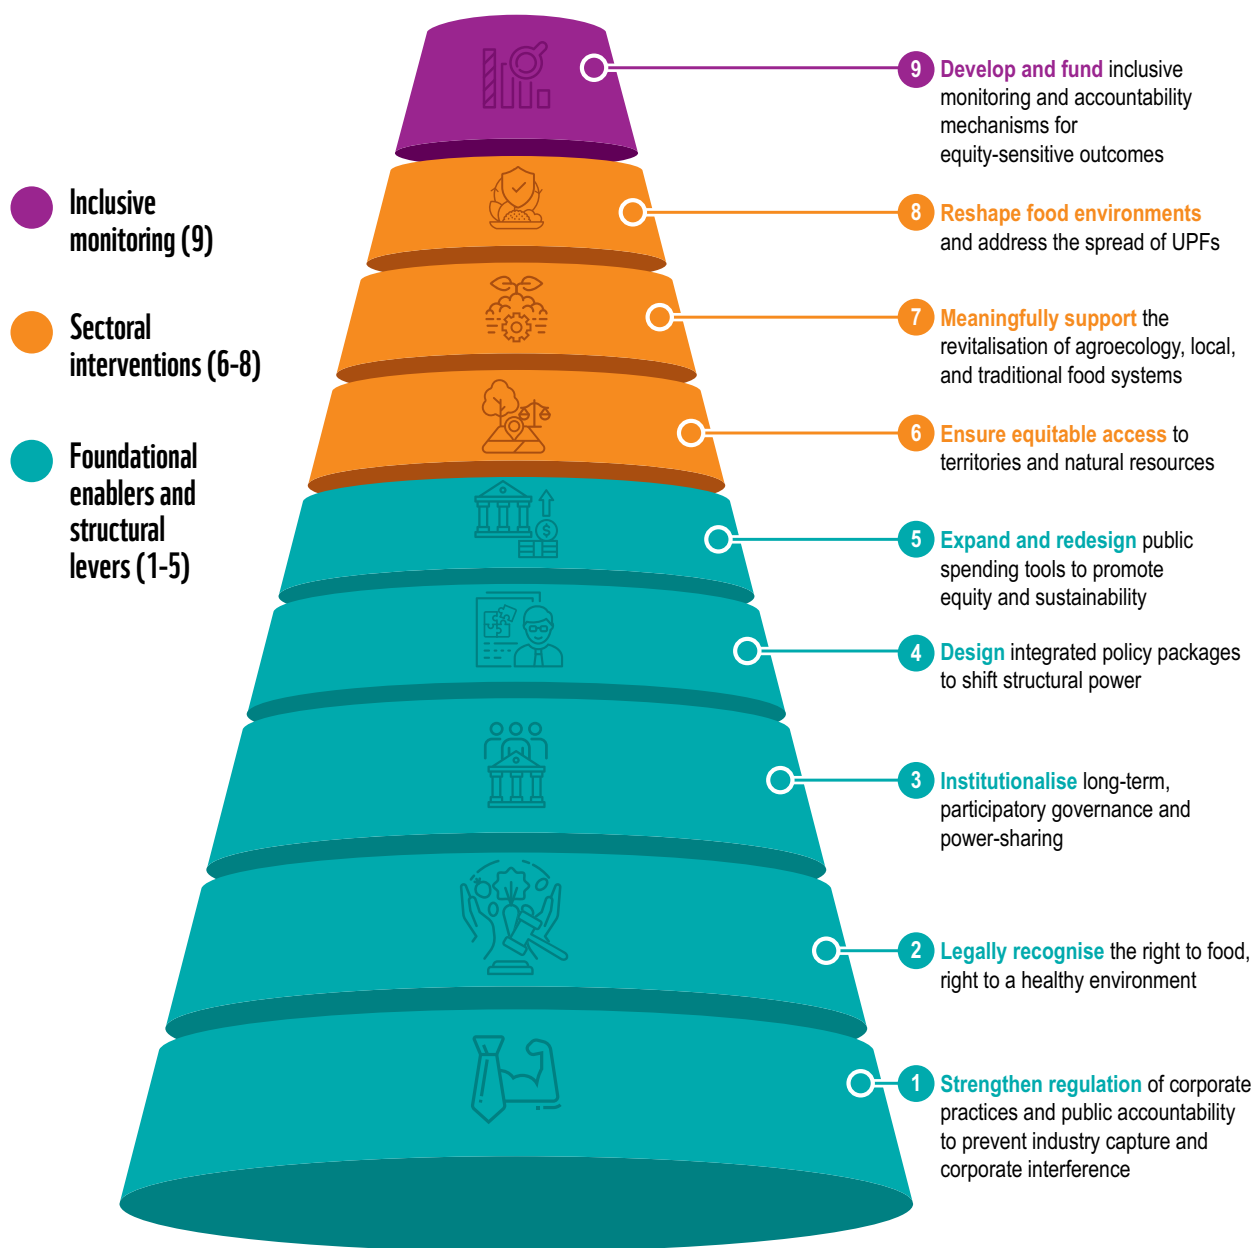 Inclusive
monitoring (9)
Sectoral
interventions (6-8)
Foundational
enablers and
structural
levers (1-5)
9 Develop and fund inclusive
monitoring and accountability
mechanisms for
equity-sensitive outcomes
8 Reshape food environments
and address the spread of UPFs
7 Meaningfully support the
revitalisation of agroecology, local,
and traditional food systems
6 Ensure equitable access to
territories and natural resources
$
5 Expand and redesign public
spending tools to promote
equity and sustainability
4 Design integrated policy packages
to shift structural power
3 Institutionalise long-term,
participatory governance and
power-sharing
2 Legally recognise the right to food,
right to a healthy environment
1 Strengthen regulation of corporate
practices and public accountability
to prevent industry capture and
corporate interference